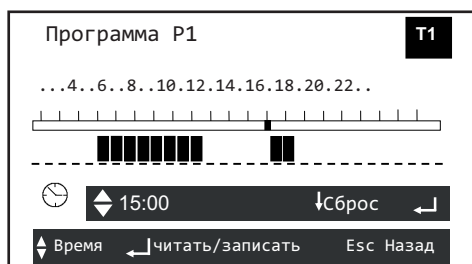 Программа P1 T1
...4..6..8..10.12.14.16.18.20.22..
15:00 Сброс
Время читать/записать Esc Назад